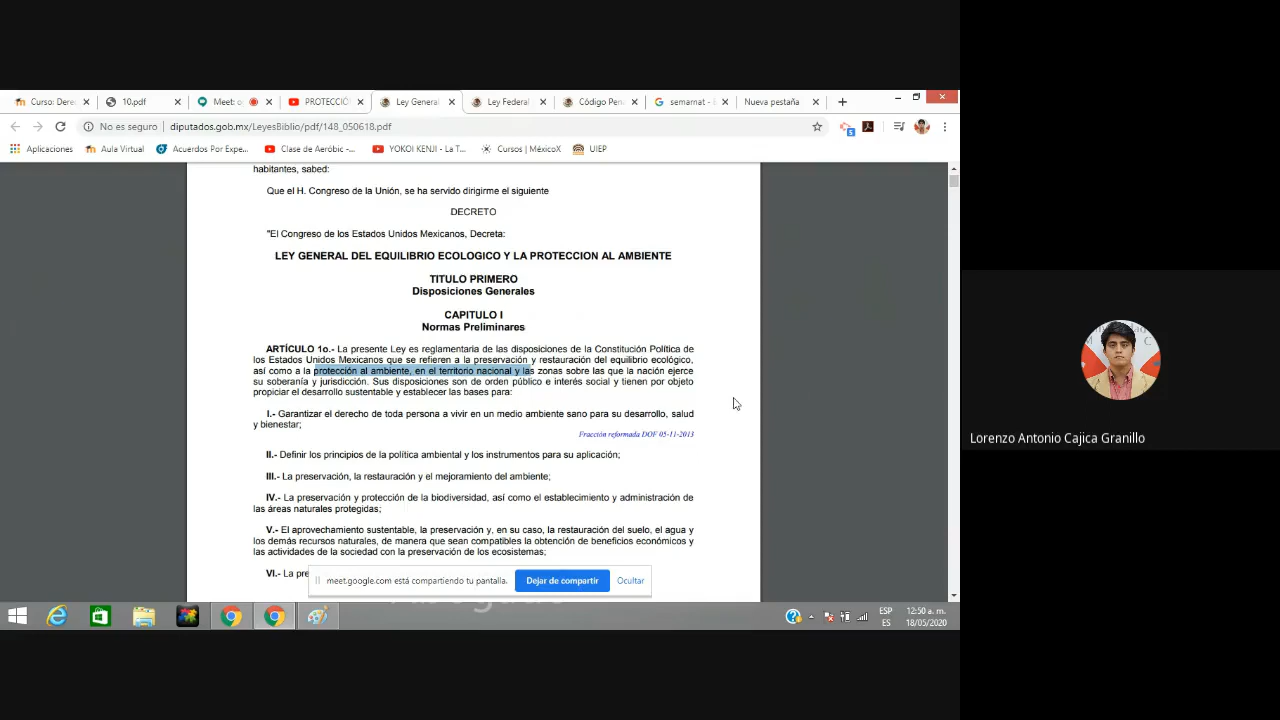 Curso: Dere
10.pdf
Meet: o
PROTECCIÓ
Ley General
Ley Federal
Código Pen
semarnat - 
Nueva pestaña
No es seguro
diputados.gob.mx/LeyesBiblio/pdf/148_050618.pdf
Aplicaciones
Aula Virtual
Acuerdos Por Expe...
Clase de Aeróbic -...
YOKOI KENJI - La T...
Cursos | MéxicoX
UIEP
habitantes, sabed:
Que el H. Congreso de la Unión, se ha servido dirigirme el siguiente
DECRETO
"El Congreso de los Estados Unidos Mexicanos, Decreta:
LEY GENERAL DEL EQUILIBRIO ECOLOGICO Y LA PROTECCION AL AMBIENTE
TITULO PRIMERO
Disposiciones Generales
CAPITULO I
Normas Preliminares
ARTÍCULO 1o.- La presente Ley es reglamentaria de las disposiciones de la Constitución Política de
los Estados Unidos Mexicanos que se refieren a la preservación y restauración del equilibrio ecológico,
así como a la protección al ambiente, en el territorio nacional y las zonas sobre las que la nación ejerce
su soberanía y jurisdicción. Sus disposiciones son de orden público e interés social y tienen por objeto
propiciar el desarrollo sustentable y establecer las bases para:
I.- Garantizar el derecho de toda persona a vivir en un medio ambiente sano para su desarrollo, salud
y bienestar;
Fracción reformada DOF 05-11-2013
II.- Definir los principios de la política ambiental y los instrumentos para su aplicación;
III.- La preservación, la restauración y el mejoramiento del ambiente;
IV.- La preservación y protección de la biodiversidad, así como el establecimiento y administración de
las áreas naturales protegidas;
V.- El aprovechamiento sustentable, la preservación y, en su caso, la restauración del suelo, el agua y
los demás recursos naturales, de manera que sean compatibles la obtención de beneficios económicos y
las actividades de la sociedad con la preservación de los ecosistemas;
VI.- La pre
meet.google.com está compartiendo tu pantalla.
Dejar de compartir
Ocultar
ESP
ES
12:50 a. m.
18/05/2020
Lorenzo Antonio Cajica Granillo